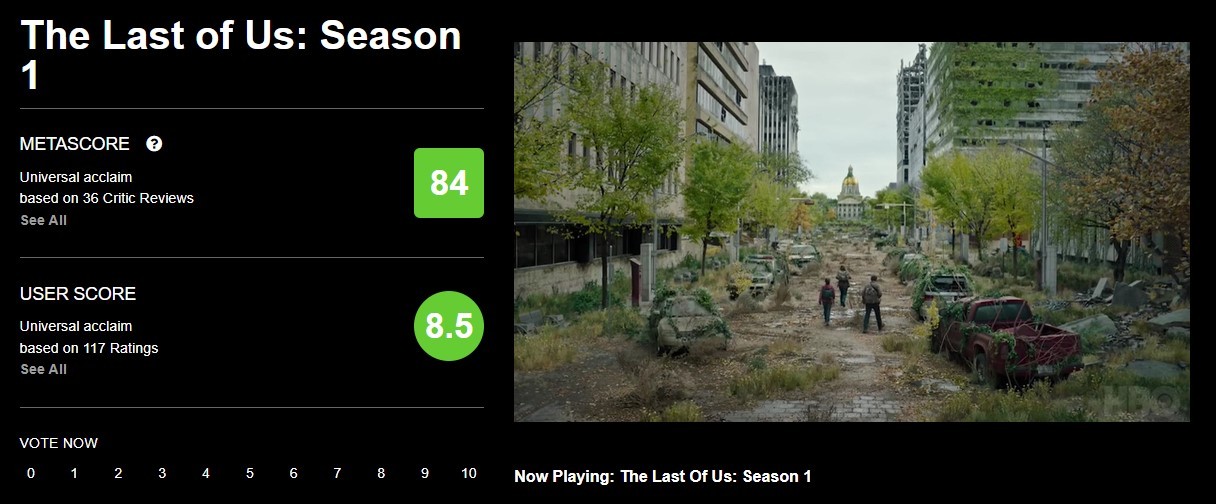 The Last of Us: Season
1
METASCORE ?
Universal acclaim
based on 36 Critic Reviews
See All
84
USER SCORE
Universal acclaim
based on 117 Ratings
See All
8.5
VOTE NOW
0 1 2 3 4 5 6 7 8 9 10
HBO
Now Playing: The Last Of Us: Season 1